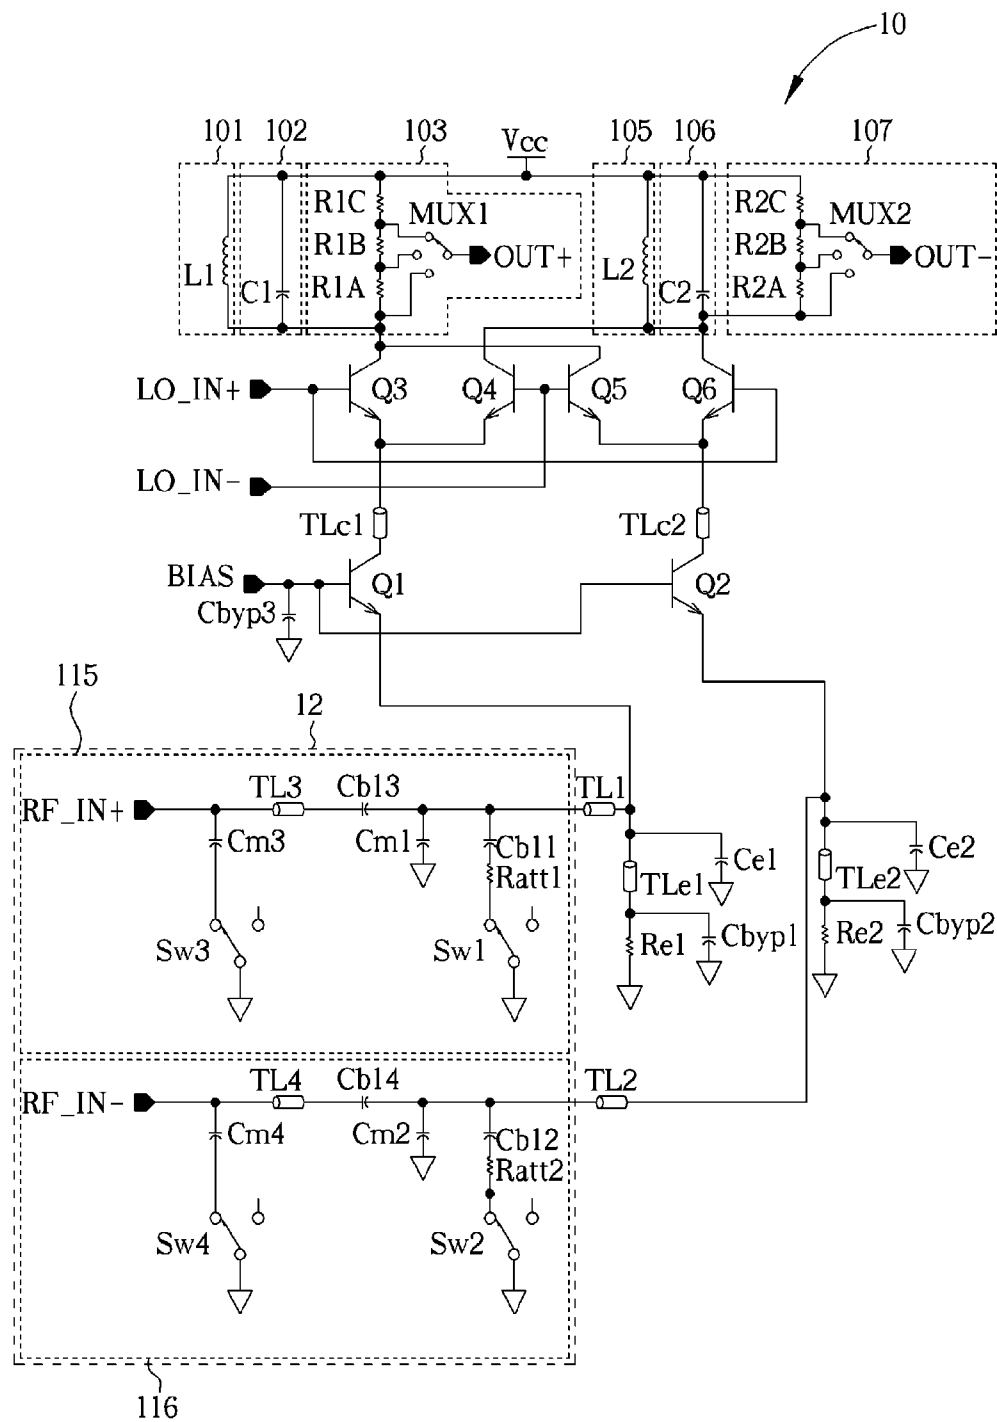 10
101 102 103 Vcc 105 106 107
R1C MUX1 R2C MUX2
L1 C1 R1B OUT+ L2 C2 R2B OUT-
R1A R2A
LO_IN+ Q3 Q4 Q5 Q6
LO_IN-
TLc1 TLc2
BIAS Q1 Q2
Cbyp3
115 12
RF_IN+ TL3 Cb13 TL1
Cm3 Cm1 Cb11 Ce1 Ce2
Ratt1 TLe1 TLe2
Sw3 Sw1 Re1 Cbyp1 Re2 Cbyp2
RF_IN- TL4 Cb14 TL2
Cm4 Cm2 Cb12
Ratt2
Sw4 Sw2
116